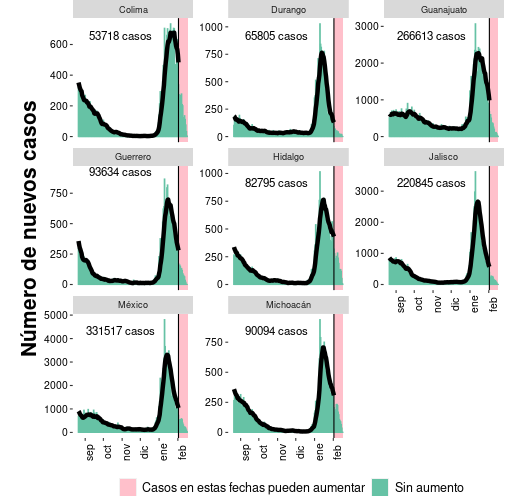 Colima
Durango
Guanajuato
53718 casos
65805 casos
266613 casos
600
400
200
0
1000
750
500
250
0
3000
2000
1000
0
Guerrero
Hidalgo
Jalisco
93634 casos
82795 casos
220845 casos
750
500
250
0
1000
750
500
250
0
3000
2000
1000
0
sep
oct
nov
dic
ene
feb
México
Michoacán
331517 casos
90094 casos
5000
4000
3000
2000
1000
0
750
500
250
0
sep
oct
nov
dic
ene
feb
sep
oct
nov
dic
ene
feb
Número de nuevos casos
Casos en estas fechas pueden aumentar
Sin aumento